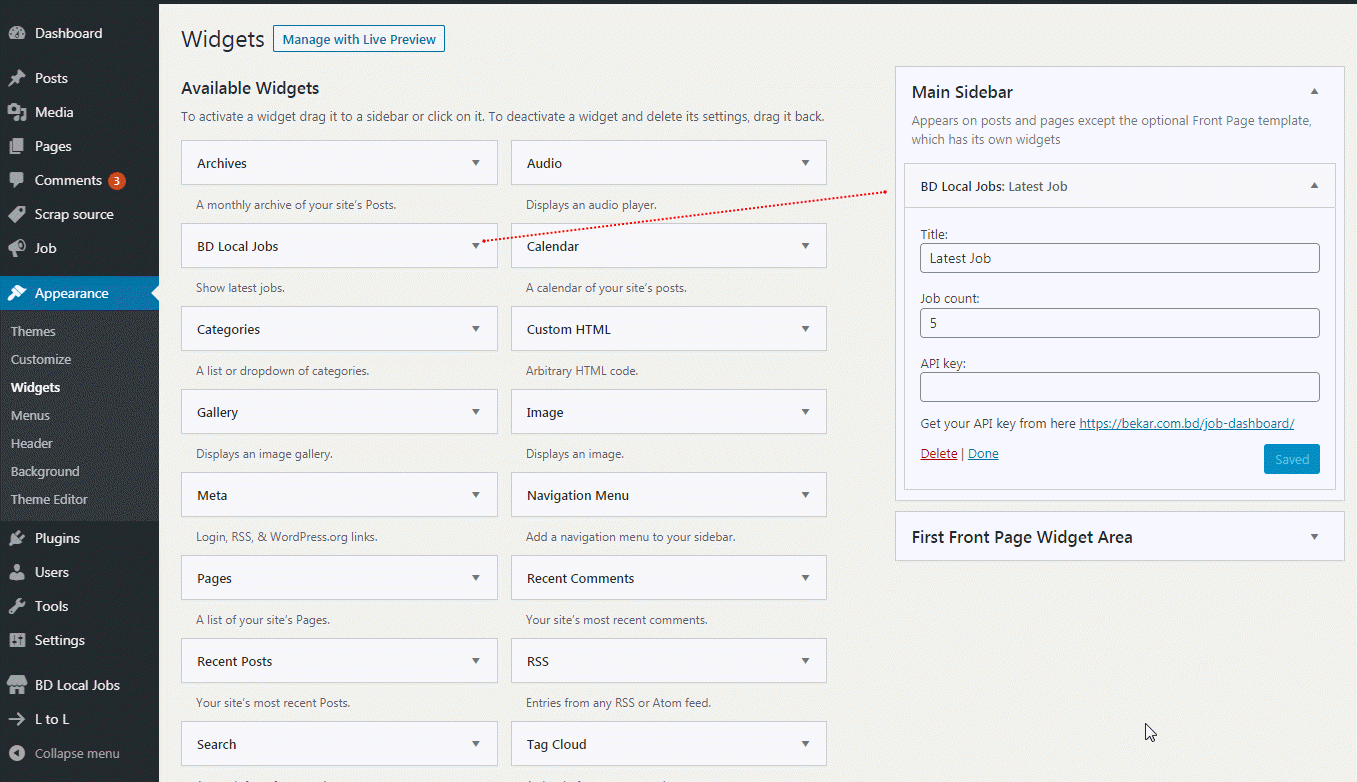 Dashboard
Posts
Media
Pages
Comments 3
Scrap source
Job
Appearance
Themes
Customize
Widgets
Menus
Header
Background
Theme Editor
Plugins
Users
Tools
Settings
BD Local Jobs
L to L
Collapse menu
Widgets Manage with Live Preview
Available Widgets
To activate a widget drag it to a sidebar or click on it. To deactivate a widget and delete its settings, drag it back.
Archives
A monthly archive of your site's Posts.
Audio
Displays an audio player.
BD Local Jobs
Show latest jobs.
Calendar
A calendar of your site's posts.
Categories
A list or dropdown of categories.
Custom HTML
Arbitrary HTML code.
Gallery
Displays an image gallery.
Image
Displays an image.
Meta
Login, RSS, & WordPress.org links.
Navigation Menu
Add a navigation menu to your sidebar.
Pages
A list of your site's Pages.
Recent Comments
Your site's most recent comments.
Recent Posts
Your site's most recent Posts.
RSS
Entries from any RSS or Atom feed.
Search
Tag Cloud
Main Sidebar
Appears on posts and pages except the optional Front Page template,
which has its own widgets
BD Local Jobs: Latest Job
Title:
Latest Job
Job count:
5
API key:
Get your API key from here https://bekar.com.bd/job-dashboard/
Delete | Done
Saved
First Front Page Widget Area